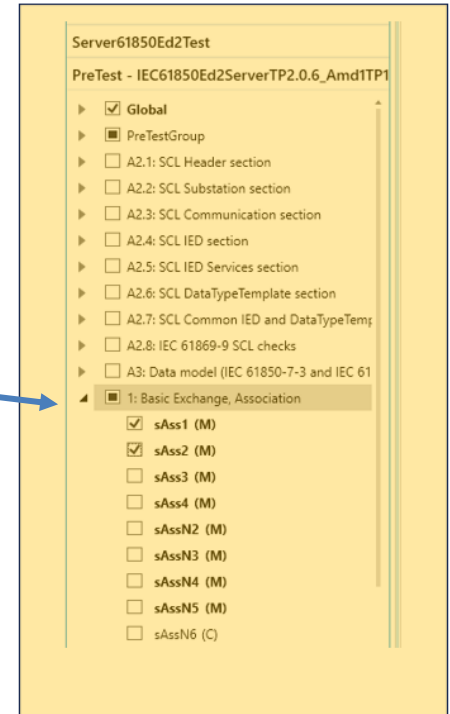 Server61850Ed2Test
PreTest - IEC61850Ed2ServerTP2.0.6_Amd1TP1
Global
PreTestGroup
A2.1: SCL Header section
A2.2: SCL Substation section
A2.3: SCL Communication section
A2.4: SCL IED section
A2.5: SCL IED Services section
A2.6: SCL DataTypeTemplate section
A2.7: SCL Common IED and DataTypeTemp
A2.8: IEC 61869-9 SCL checks
A3: Data model (IEC 61850-7-3 and IEC 61
1: Basic Exchange, Association
sAss1 (M)
sAss2 (M)
sAss3 (M)
sAss4 (M)
sAssN2 (M)
sAssN3 (M)
sAssN4 (M)
sAssN5 (M)
sAssN6 (C)